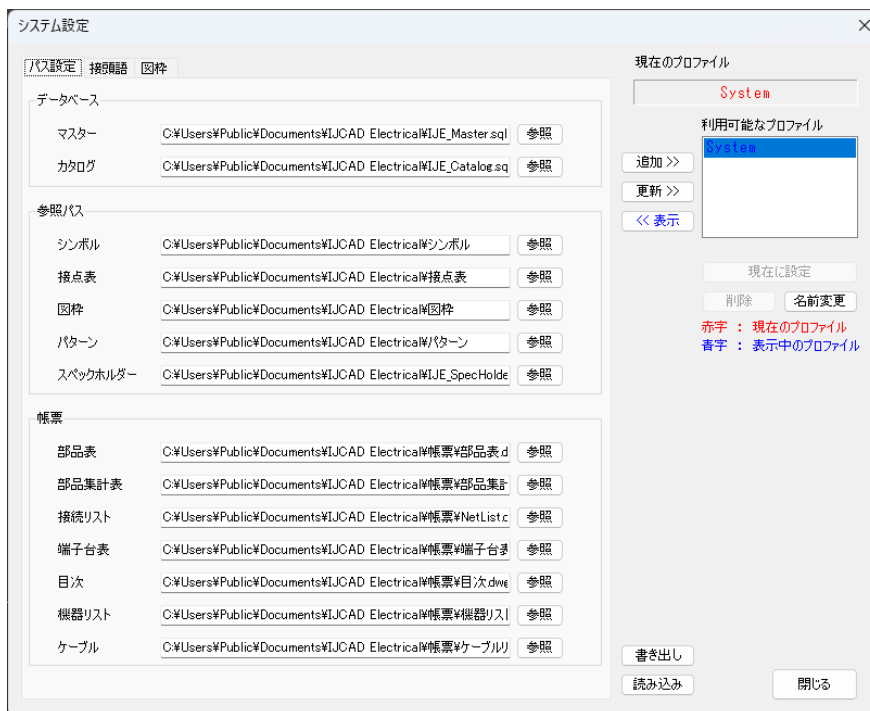 システム設定
パス設定 接頭語 図枠
データベース
マスター C:¥Users¥Public¥Documents¥IJCAD Electrical¥IJE_Master.sql 参照
カタログ C:¥Users¥Public¥Documents¥IJCAD Electrical¥IJE_Catalog.sq 参照
参照パス
シンボル C:¥Users¥Public¥Documents¥IJCAD Electrical¥シンボル 参照
接点表 C:¥Users¥Public¥Documents¥IJCAD Electrical¥接点表 参照
図枠 C:¥Users¥Public¥Documents¥IJCAD Electrical¥図枠 参照
パターン C:¥Users¥Public¥Documents¥IJCAD Electrical¥パターン 参照
スペックホルダー C:¥Users¥Public¥Documents¥IJCAD Electrical¥IJE_SpecHolde 参照
帳票
部品表 C:¥Users¥Public¥Documents¥IJCAD Electrical¥帳票¥部品表.d 参照
部品集計表 C:¥Users¥Public¥Documents¥IJCAD Electrical¥帳票¥部品集計 参照
接続リスト C:¥Users¥Public¥Documents¥IJCAD Electrical¥帳票¥NetList.c 参照
端子台表 C:¥Users¥Public¥Documents¥IJCAD Electrical¥帳票¥端子台表 参照
目次 C:¥Users¥Public¥Documents¥IJCAD Electrical¥帳票¥目次.dwg 参照
機器リスト C:¥Users¥Public¥Documents¥IJCAD Electrical¥帳票¥機器リスト 参照
ケーブル C:¥Users¥Public¥Documents¥IJCAD Electrical¥帳票¥ケーブルリ 参照
現在のプロファイル
System
利用可能なプロファイル
System
追加 >>
更新 >>
<< 表示
現在に設定
削除 名前変更
赤字 : 現在のプロファイル
青字 : 表示中のプロファイル
書き出し
読み込み
閉じる